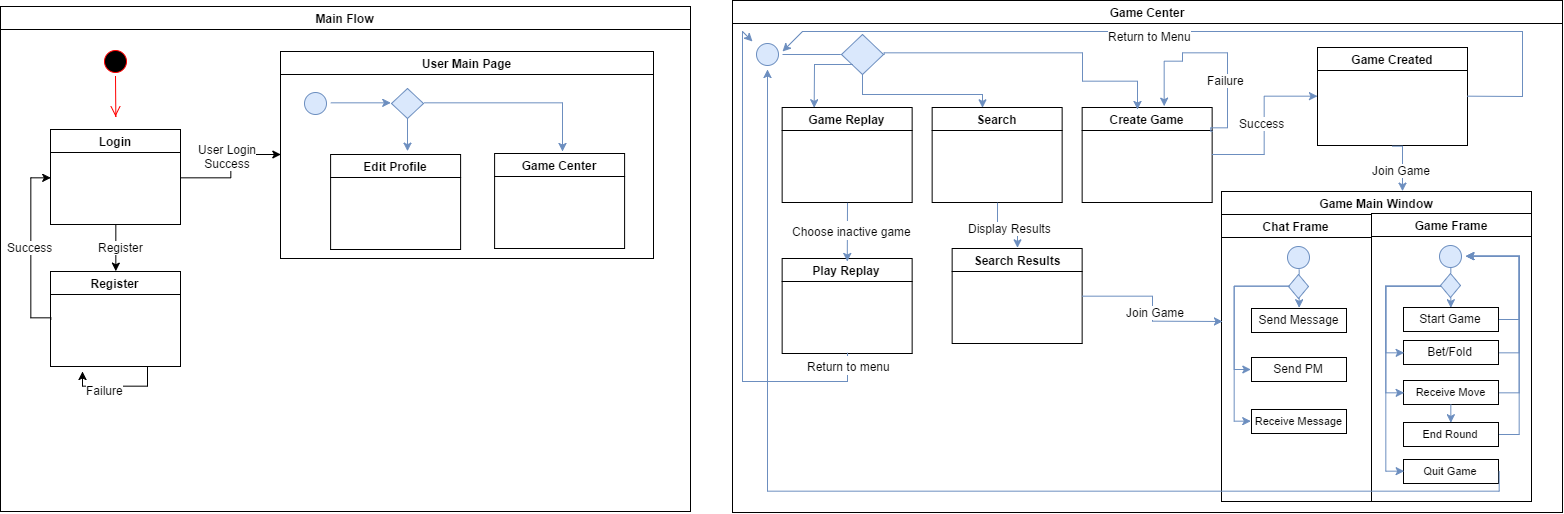 Main Flow
User Main Page
Login
User Login
Success
Edit Profile
Game Center
Success
Register
Register
Failure
Game Center
Return to Menu
Game Created
Failure
Game Replay
Search
Create Game
Success
Join Game
Game Main Window
Choose inactive game
Display Results
Chat Frame
Game Frame
Play Replay
Search Results
Join Game
Send Message
Start Game
Bet/Fold
Return to menu
Send PM
Receive Move
Receive Message
End Round
Quit Game